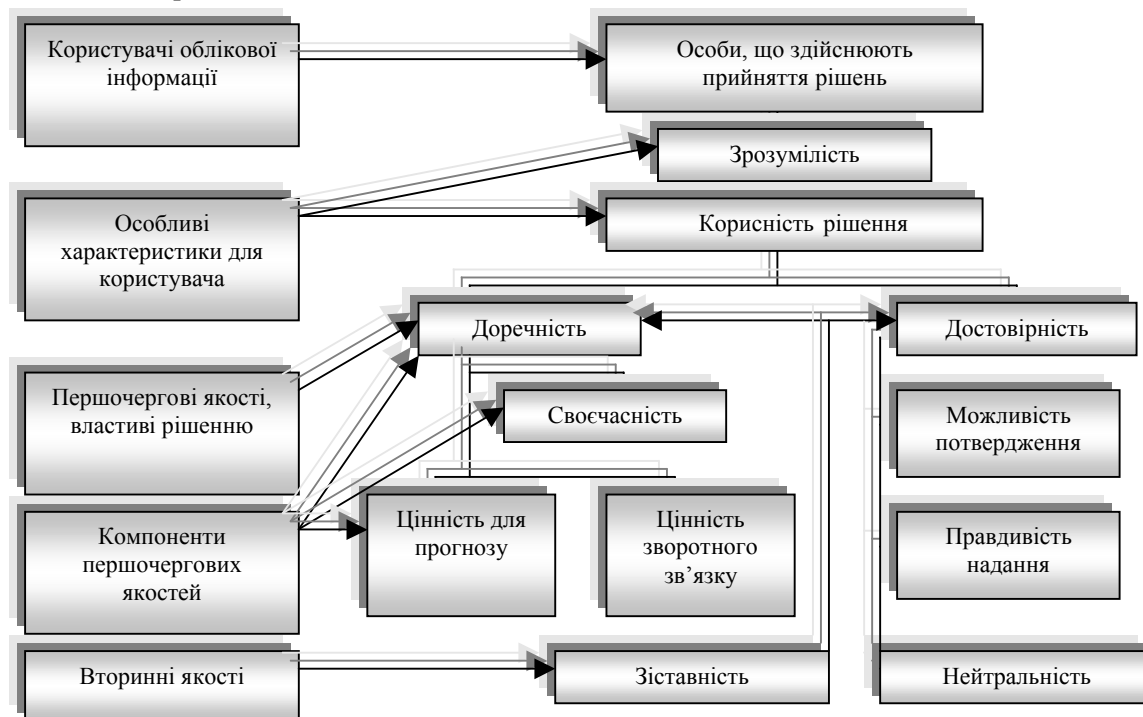 Користувачі облікової
інформації
Особи, що здійснюють
прийняття рішень
Зрозумілість
Особливі
характеристики для
користувача
Корисність рішення
Доречність
Достовірність
Першочергові якості,
властиві рішенню
Своєчасність
Можливість
потвердження
Компоненти
першочергових
якостей
Цінність для
прогнозу
Цінність
зворотного
зв’язку
Правдивість
надання
Вторинні якості
Зіставність
Нейтральність